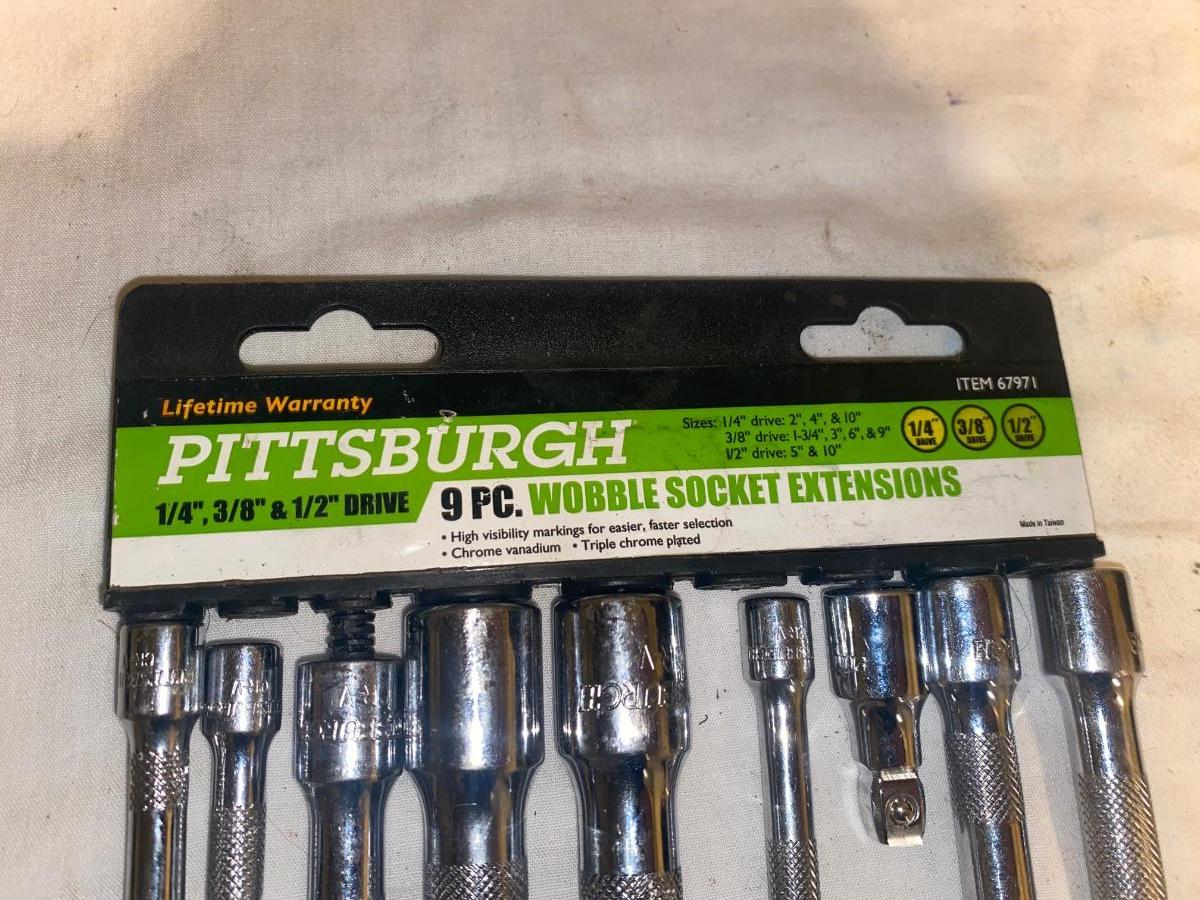 ITEM 67971
Lifetime Warranty
PITTSBURGH
Sizes: 1/4" drive: 2", 4", & 10"
3/8" drive: 1-3/4", 3", 6", & 9"
1/2" drive: 5" & 10"
1/4" DRIVE
3/8" DRIVE
1/2" DRIVE
1/4", 3/8" & 1/2" DRIVE
9 PC. WOBBLE SOCKET EXTENSIONS
• High visibility markings for easier, faster selection
• Chrome vanadium • Triple chrome plated
Made in Taiwan